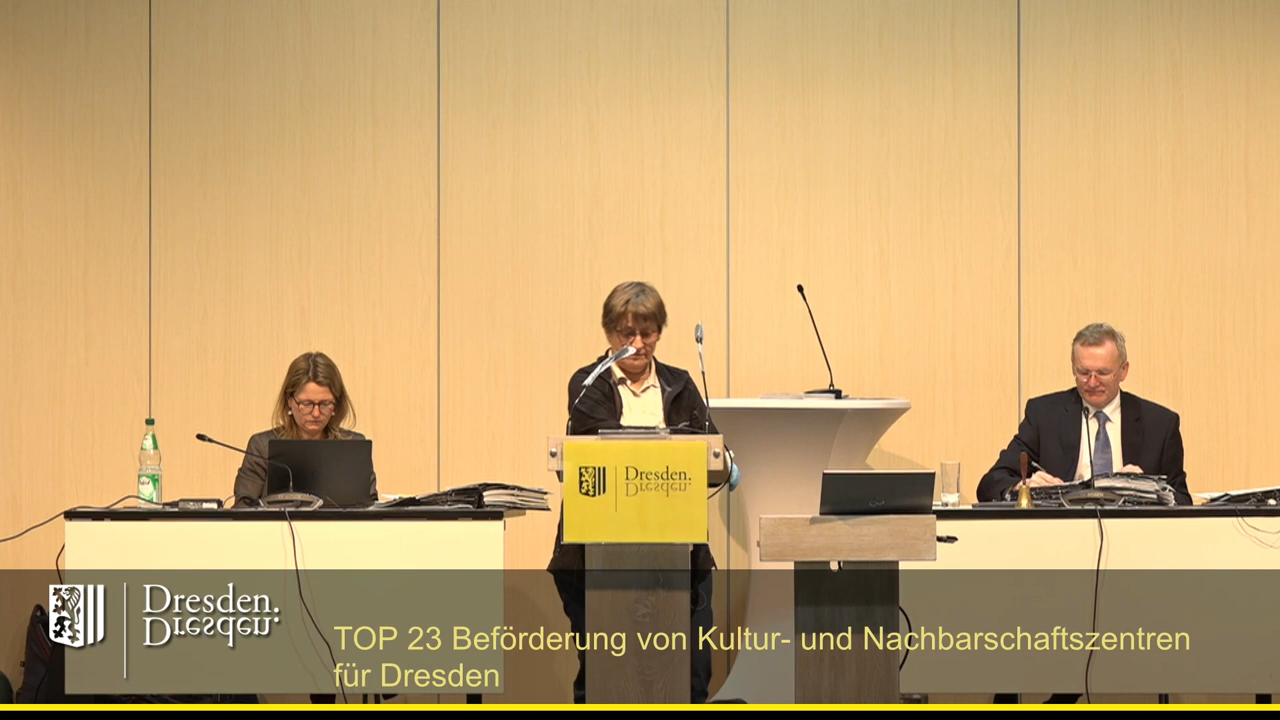 Dresden.
Dresden.
Dresden.
Dresden.
TOP 23 Beförderung von Kultur- und Nachbarschaftszentren
für Dresden